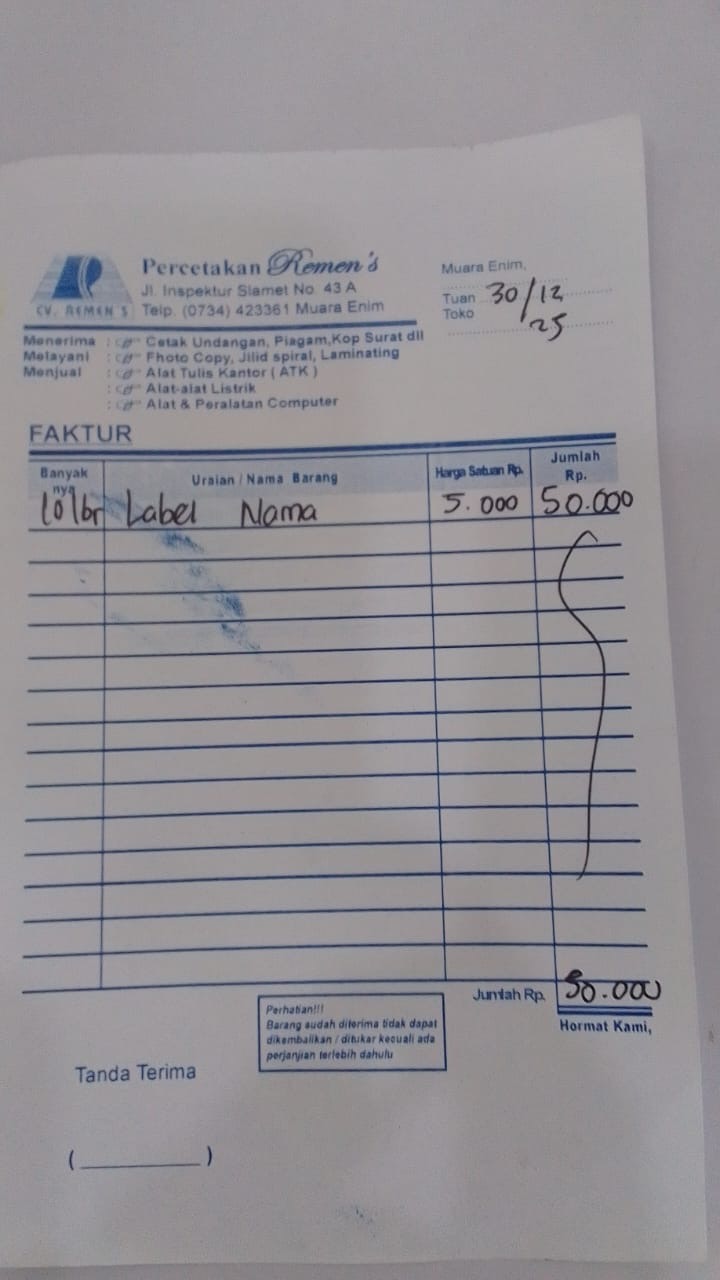 Percetakan Remen's
Jl. Inspektur Slamet No. 43 A
CV. REMEN'S Telp. (0734) 423361 Muara Enim
Muara Enim,
Tuan 30/12
Toko 25
Menerima : Cetak Undangan, Piagam,Kop Surat dll
Melayani : Fhoto Copy, Jilid spiral, Laminating
Menjual : Alat Tulis Kantor ( ATK )
: Alat-alat Listrik
: Alat & Peralatan Computer
FAKTUR
Banyak nya Uraian / Nama Barang Harga Satuan Rp. Jumlah Rp.
10 lbr Label Nama 5.000 50.000
Jumlah Rp. 50.000
Hormat Kami,
Perhatian!!!
Barang sudah diterima tidak dapat
dikembalikan / ditukar kecuali ada
perjanjian terlebih dahulu
Tanda Terima
(____________)